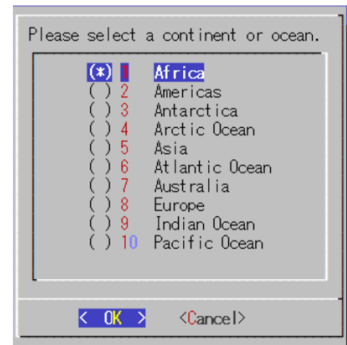 Please select a continent or ocean.
(*) 1 Africa
( ) 2 Americas
( ) 3 Antarctica
( ) 4 Arctic Ocean
( ) 5 Asia
( ) 6 Atlantic Ocean
( ) 7 Australia
( ) 8 Europe
( ) 9 Indian Ocean
( ) 10 Pacific Ocean
< OK > <Cancel>